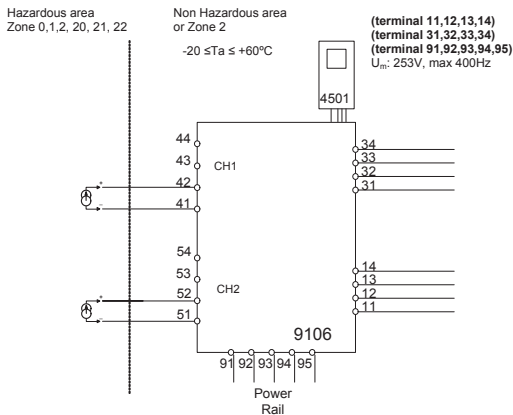 Hazardous area
Zone 0,1,2, 20, 21, 22
Non Hazardous area
or Zone 2
-20 ≤Ta ≤ +60ºC
(terminal 11,12,13,14)
(terminal 31,32,33,34)
(terminal 91,92,93,94,95)
Um: 253V, max 400Hz
4501
44
43
42
41
CH1
34
33
32
31
+
-
54
53
52
51
CH2
14
13
12
11
+
-
9106
91 92 93 94 95
Power
Rail